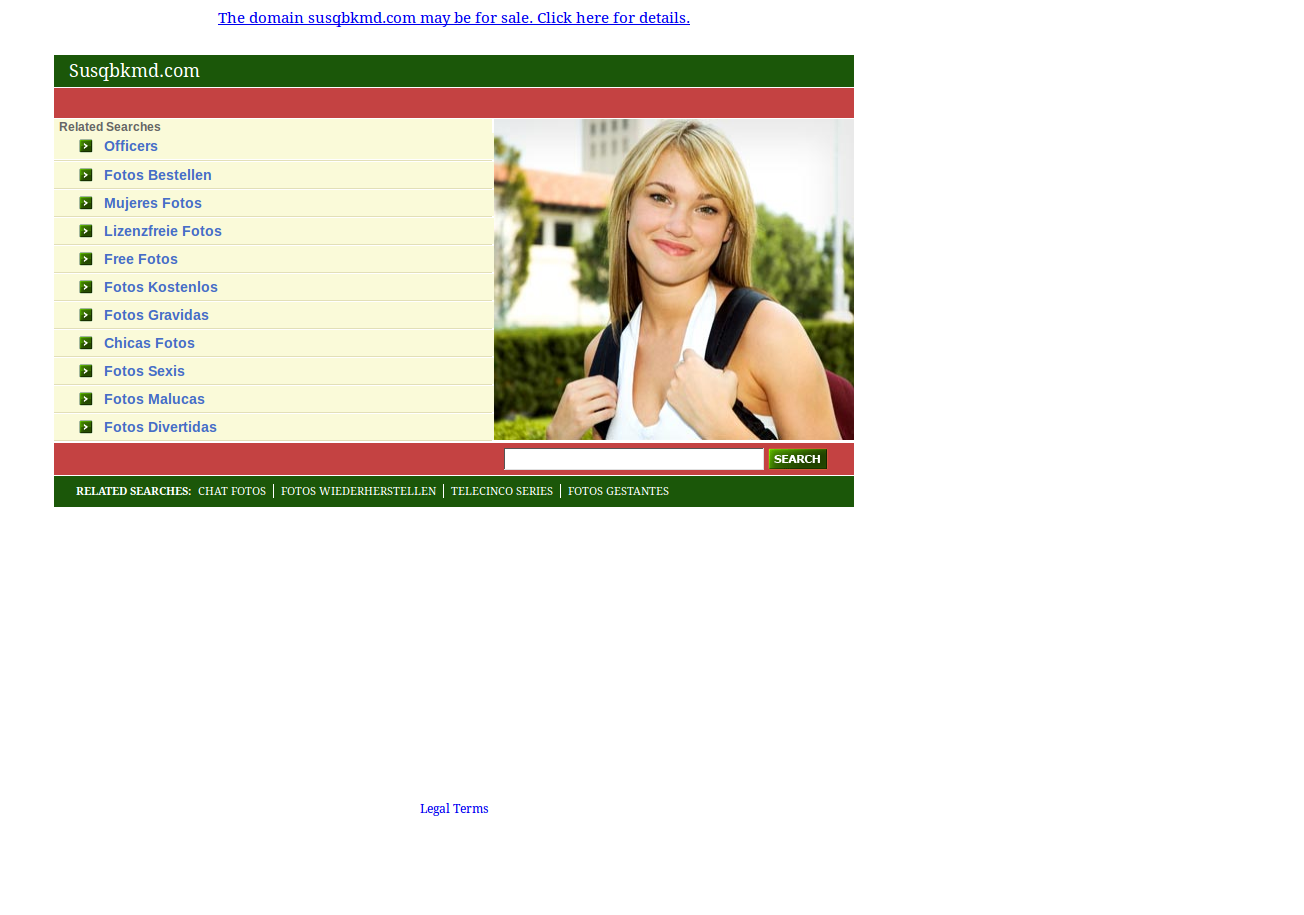 The domain susqbkmd.com may be for sale. Click here for details.
Susqbkmd.com
Related Searches
Officers
Fotos Bestellen
Mujeres Fotos
Lizenzfreie Fotos
Free Fotos
Fotos Kostenlos
Fotos Gravidas
Chicas Fotos
Fotos Sexis
Fotos Malucas
Fotos Divertidas
SEARCH
RELATED SEARCHES: CHAT FOTOS FOTOS WIEDERHERSTELLEN TELECINCO SERIES FOTOS GESTANTES
Legal Terms